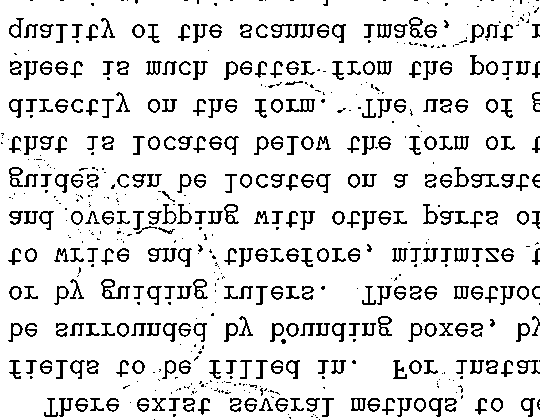 There exist several methods to de
fields to be filled in. For instan
be surrounded by bounding boxes, by
or by guiding rulers. These method
to write and, therefore, minimize t
and overlapping with other parts of
guides can be located on a separate
that is located below the form or t
directly on the form. The use of g
sheet is much better from the point
quality of the scanned image, but r